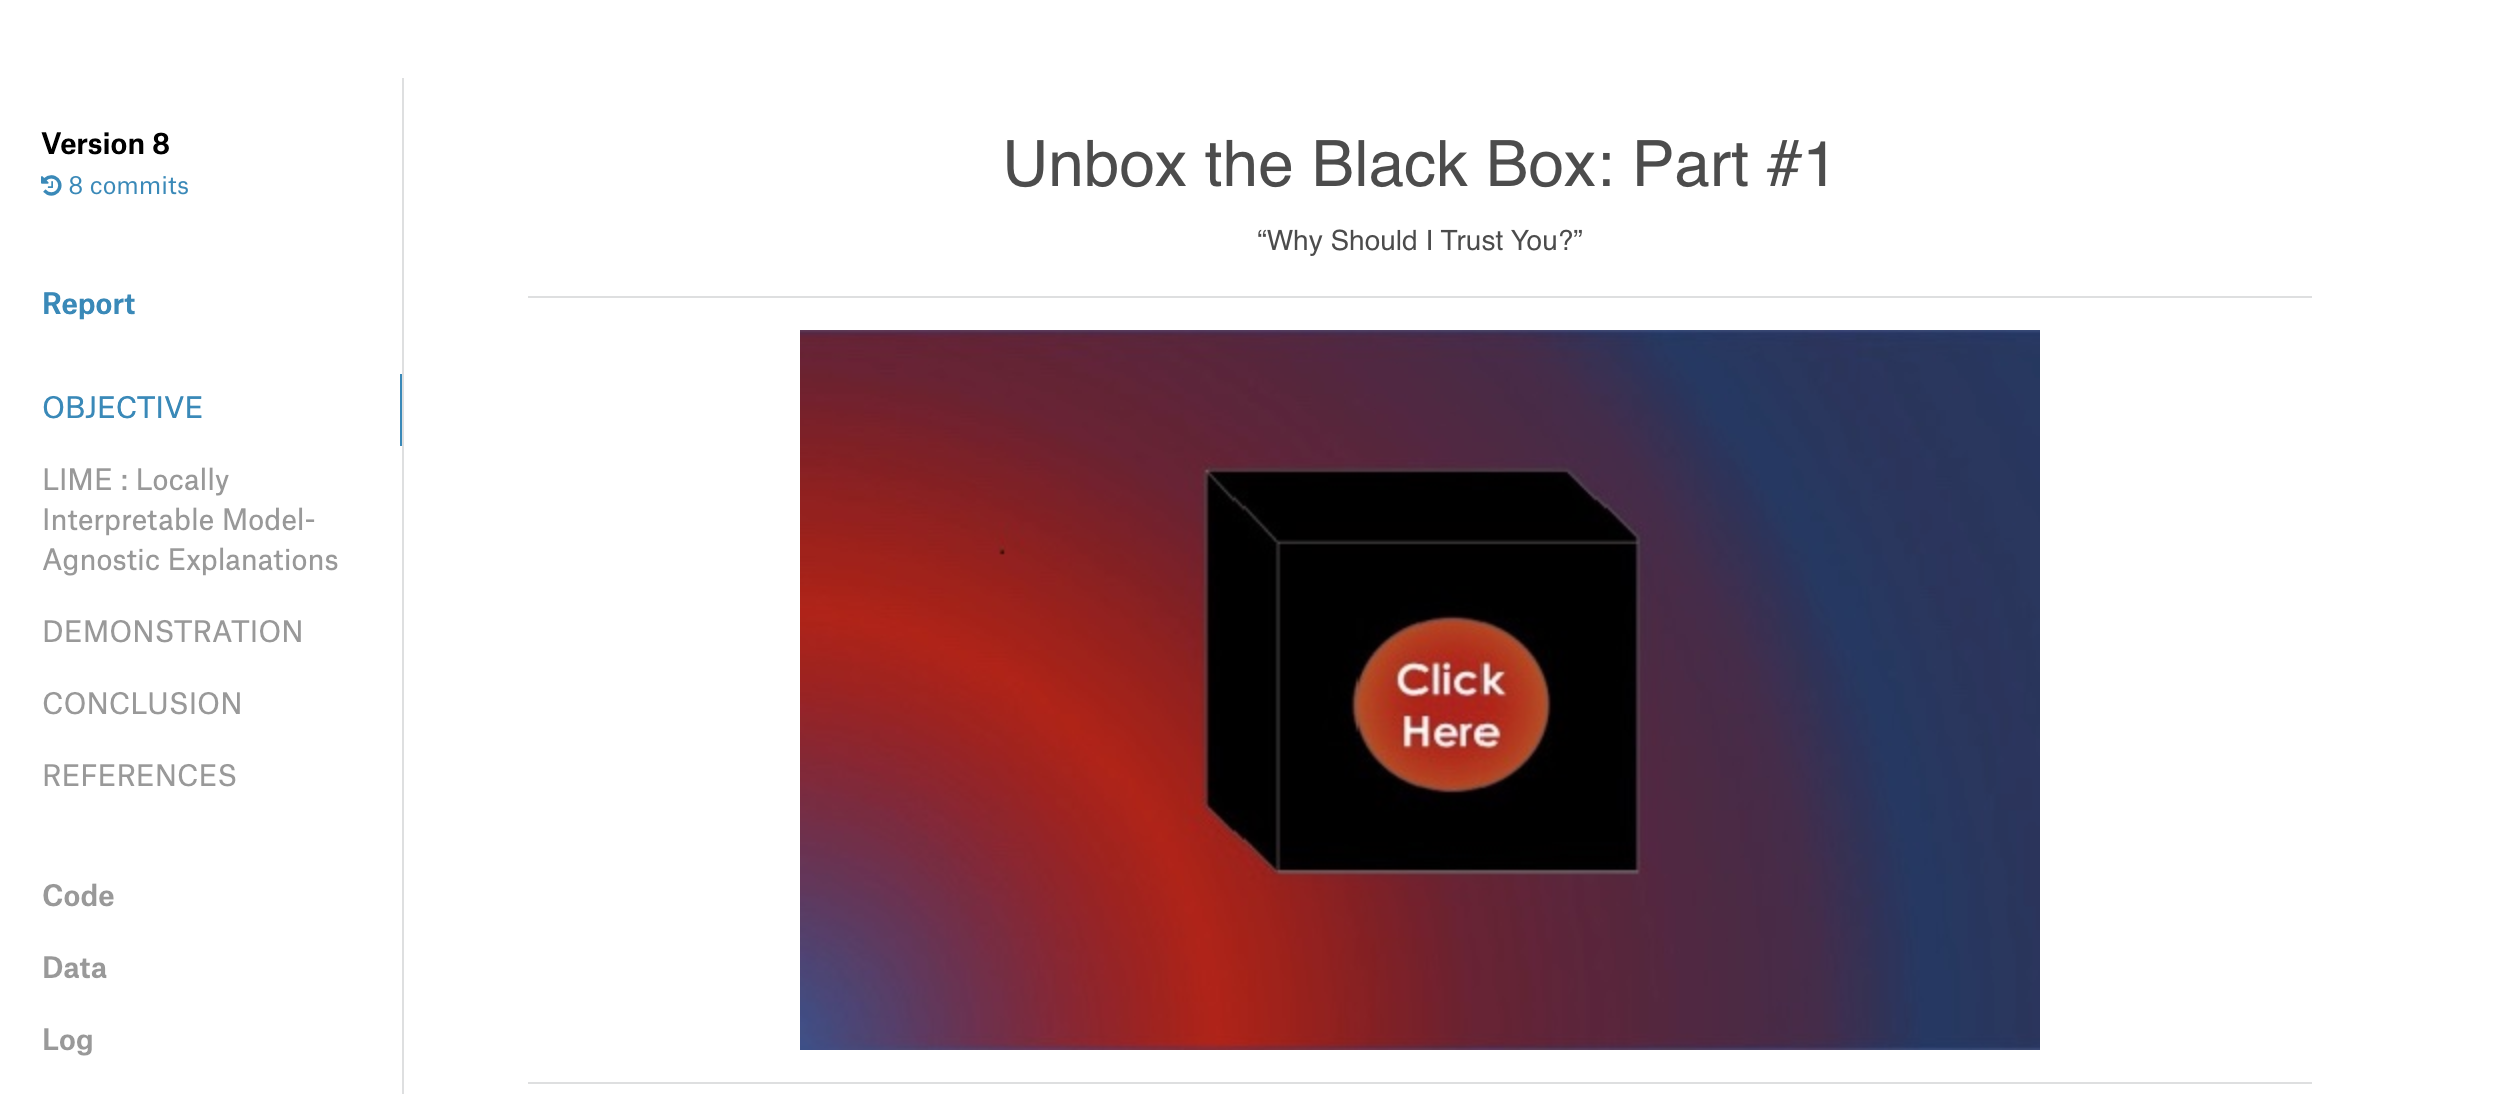 Version 8
8 commits
Report
OBJECTIVE
LIME : Locally
Interpretable Model-
Agnostic Explanations
DEMONSTRATION
CONCLUSION
REFERENCES
Code
Data
Log
Unbox the Black Box: Part #1
“Why Should I Trust You?”
Click
Here